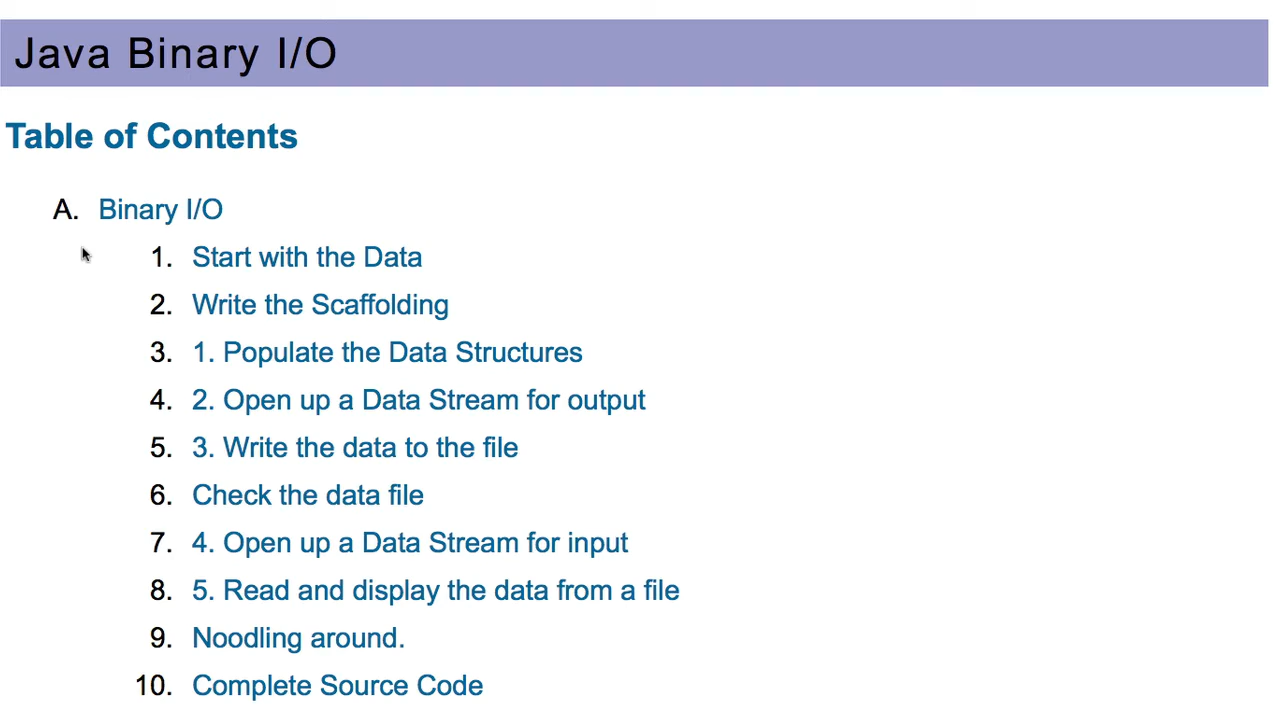 Java Binary I/O
Table of Contents
A. Binary I/O
1. Start with the Data
2. Write the Scaffolding
3. 1. Populate the Data Structures
4. 2. Open up a Data Stream for output
5. 3. Write the data to the file
6. Check the data file
7. 4. Open up a Data Stream for input
8. 5. Read and display the data from a file
9. Noodling around.
10. Complete Source Code